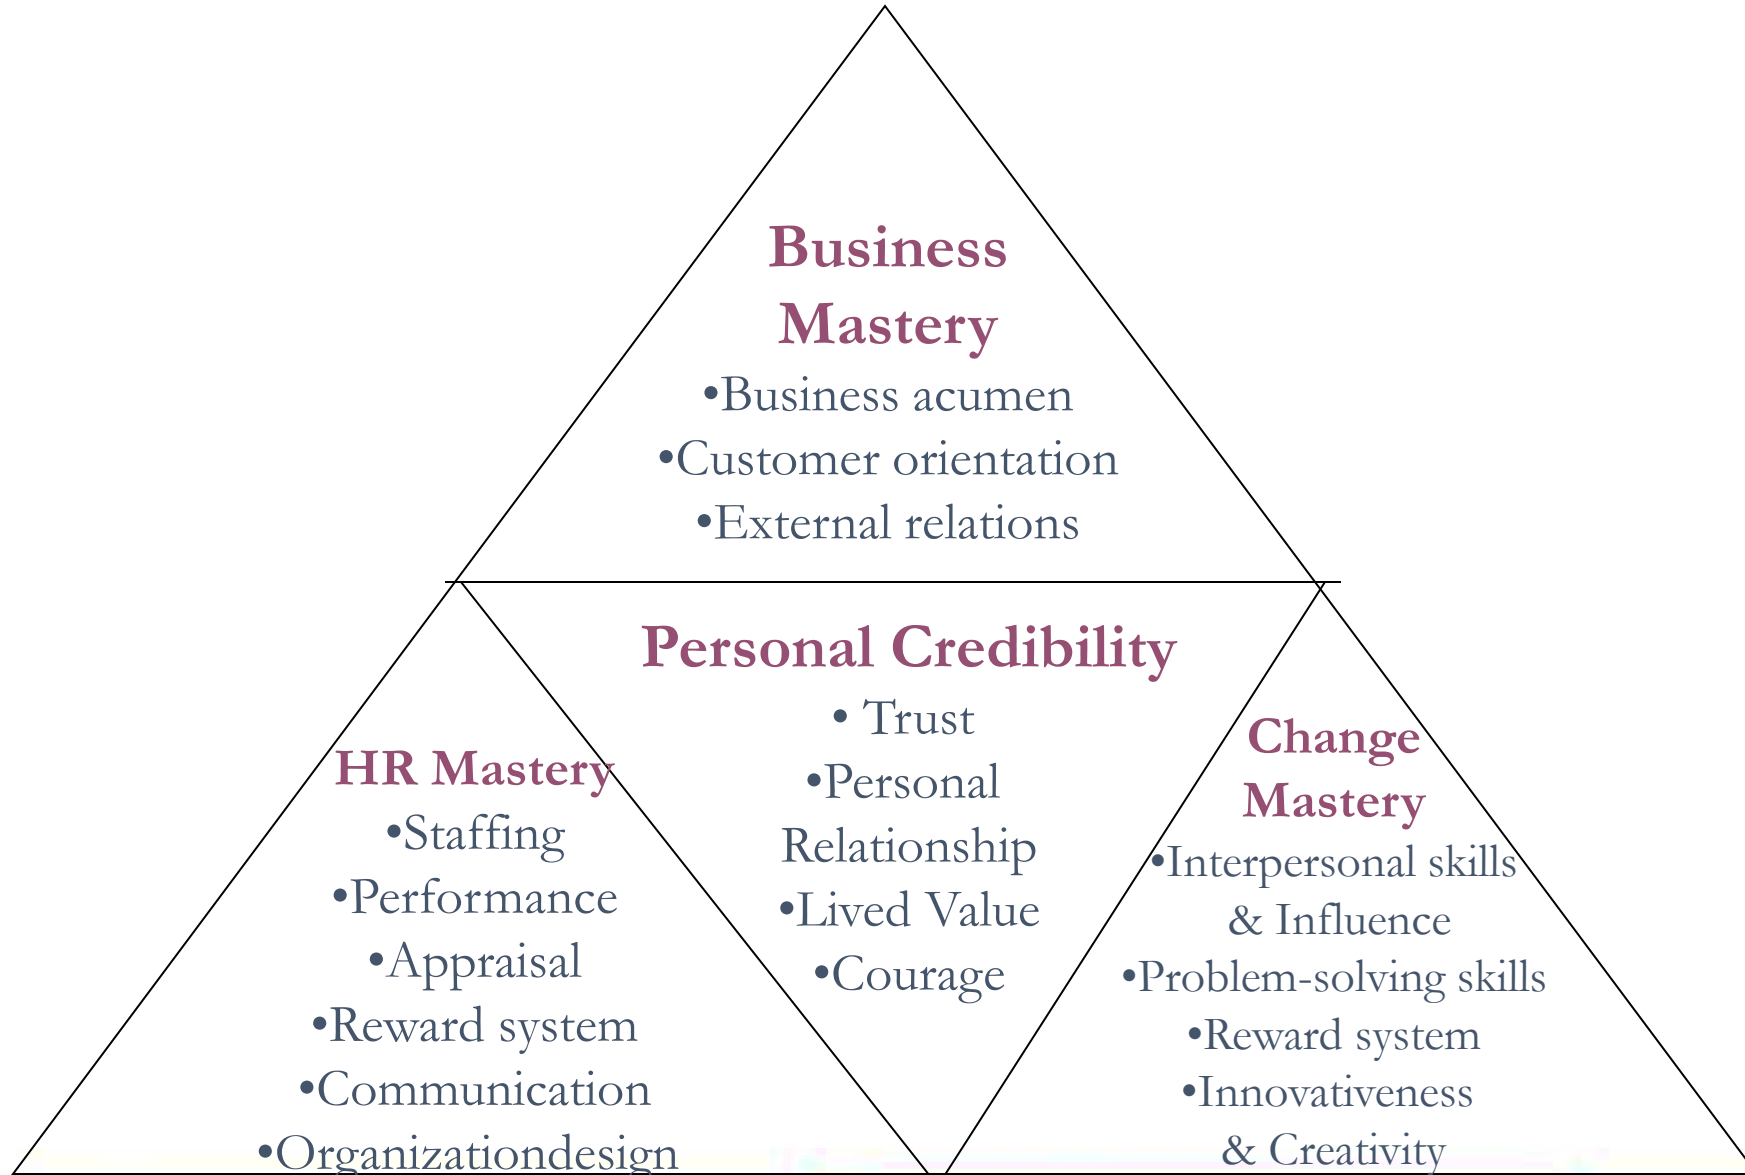 Business
Mastery
•Business acumen
•Customer orientation
•External relations
Personal Credibility
• Trust
•Personal
Relationship
•Lived Value
•Courage
HR Mastery
•Staffing
•Performance
•Appraisal
•Reward system
•Communication
•Organizationdesign
Change
Mastery
•Interpersonal skills
& Influence
•Problem-solving skills
•Reward system
•Innovativeness
& Creativity